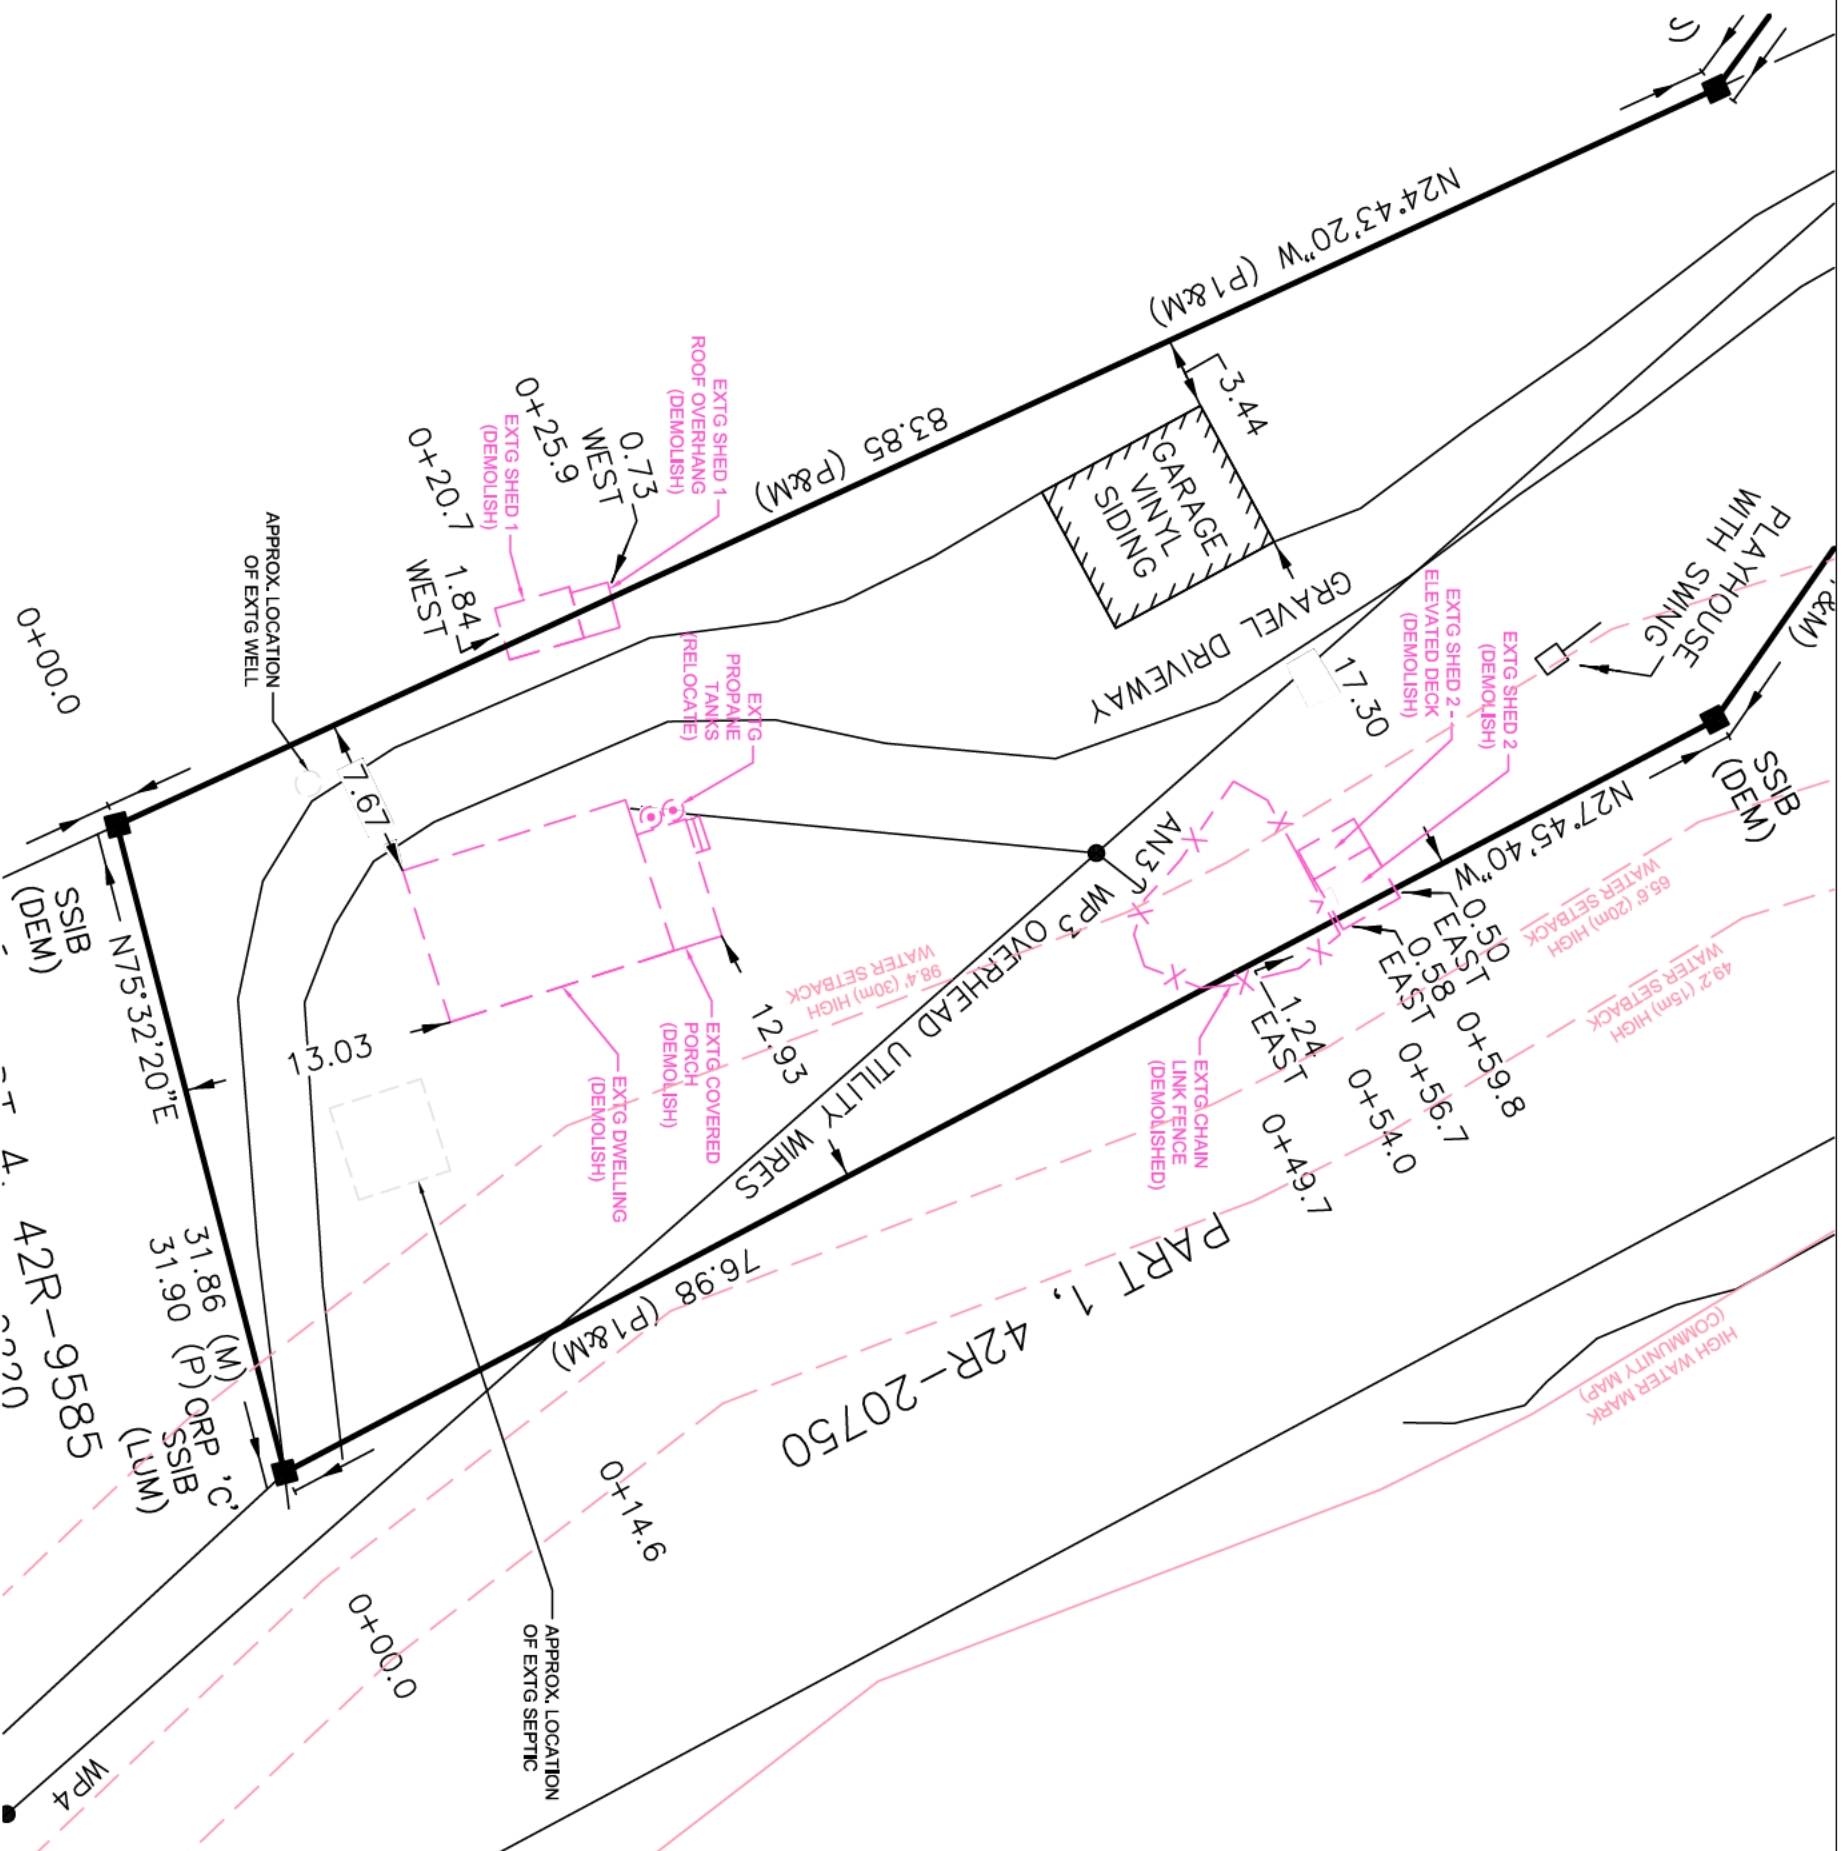 N24°43'20"W (P1&M)
83.85 (P&M)
3.44
GARAGE
VINYL
SIDING
GRAVEL DRIVEWAY
PLAYHOUSE
WITH SWING
EXTG SHED 1
ROOF OVERHANG
(DEMOLISH)
EXTG SHED 1
(DEMOLISH)
0.73
WEST
0+25.9
0+20.7
1.84
WEST
APPROX. LOCATION
OF EXTG WELL
0+00.0
EXTG
PROPANE
TANKS
(RELOCATE)
EXTG SHED 2
ELEVATED DECK
(DEMOLISH)
EXTG SHED 2
(DEMOLISH)
17.30
SSIB
(DEM)
N27°45'40"W
7.67
AN3
WP3
OVERHEAD UTILITY WIRES
65.6' (20m) HIGH
WATER SETBACK
49.2' (15m) HIGH
WATER SETBACK
98.4' (30m) HIGH
WATER SETBACK
0.50
EAST
0.58
EAST
1.24
EAST
0+59.8
0+56.7
0+54.0
0+49.7
EXTG CHAIN
LINK FENCE
(DEMOLISHED)
12.93
13.03
EXTG COVERED
PORCH
(DEMOLISH)
EXTG DWELLING
(DEMOLISH)
SSIB
(DEM)
N75°32'20"E
31.86 (M)
31.90 (P)
ORP 'C'
SSIB
(LUM)
42R-9585
76.98 (P1&M)
PART 1, 42R-20750
HIGH WATER MARK
(COMMUNITY MAP)
0+14.6
0+00.0
APPROX. LOCATION
OF EXTG SEPTIC
WP4